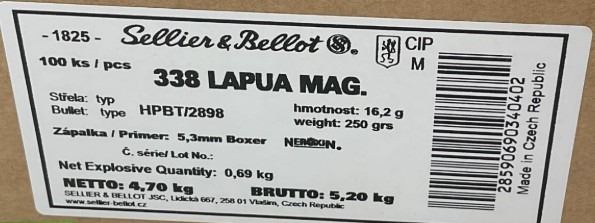 - 1825 - Sellier & Bellot S&B CIP
M
100 ks / pcs
338 LAPUA MAG.
Střela: typ
Bullet: type HPBT/2898
hmotnost: 16,2 g
weight: 250 grs
Zápalka / Primer: 5,3mm Boxer NEROXIN.
Č. série/ Lot No.:
Net Explosive Quantity: 0,69 kg
NETTO: 4,70 kg BRUTTO: 5,20 kg
SELLIER & BELLOT JSC, Lidická 667, 258 01 Vlašim, Czech Republic
www.sellier-bellot.cz
28590690340402
Made in Czech Republic